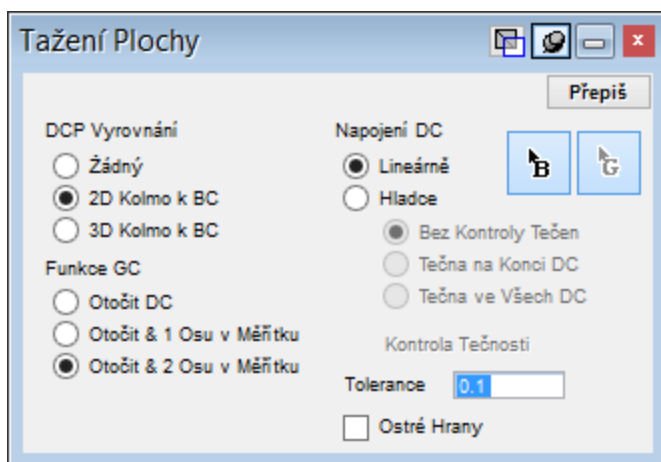 Tažení Plochy
Přepiš
DCP Vyrovnání
Žádný
2D Kolmo k BC
3D Kolmo k BC
Funkce GC
Otočit DC
Otočit & 1 Osu v Měřítku
Otočit & 2 Osu v Měřítku
Napojení DC
Lineárně
Hladce
Bez Kontroly Tečen
Tečna na Konci DC
Tečna ve Všech DC
Kontrola Tečnosti
Tolerance 0.1
Ostré Hrany
B
G